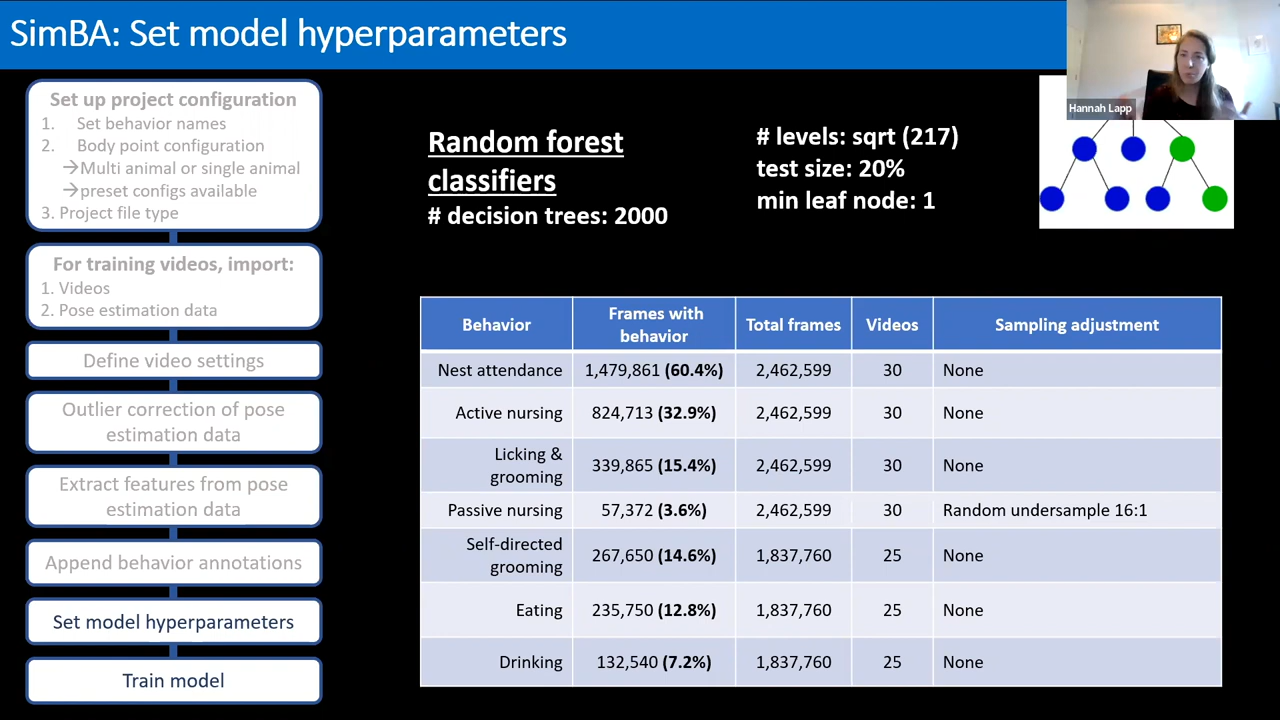 SimBA: Set model hyperparameters
Hannah Lapp
Set up project configuration
1. Set behavior names
2. Body point configuration
→Multi animal or single animal
→preset configs available
3. Project file type
For training videos, import:
1. Videos
2. Pose estimation data
Define video settings
Outlier correction of pose
estimation data
Extract features from pose
estimation data
Append behavior annotations
Set model hyperparameters
Train model
Random forest
classifiers
# decision trees: 2000
# levels: sqrt (217)
test size: 20%
min leaf node: 1
Behavior Frames with behavior Total frames Videos Sampling adjustment
Nest attendance 1,479,861 (60.4%) 2,462,599 30 None
Active nursing 824,713 (32.9%) 2,462,599 30 None
Licking & grooming 339,865 (15.4%) 2,462,599 30 None
Passive nursing 57,372 (3.6%) 2,462,599 30 Random undersample 16:1
Self-directed grooming 267,650 (14.6%) 1,837,760 25 None
Eating 235,750 (12.8%) 1,837,760 25 None
Drinking 132,540 (7.2%) 1,837,760 25 None